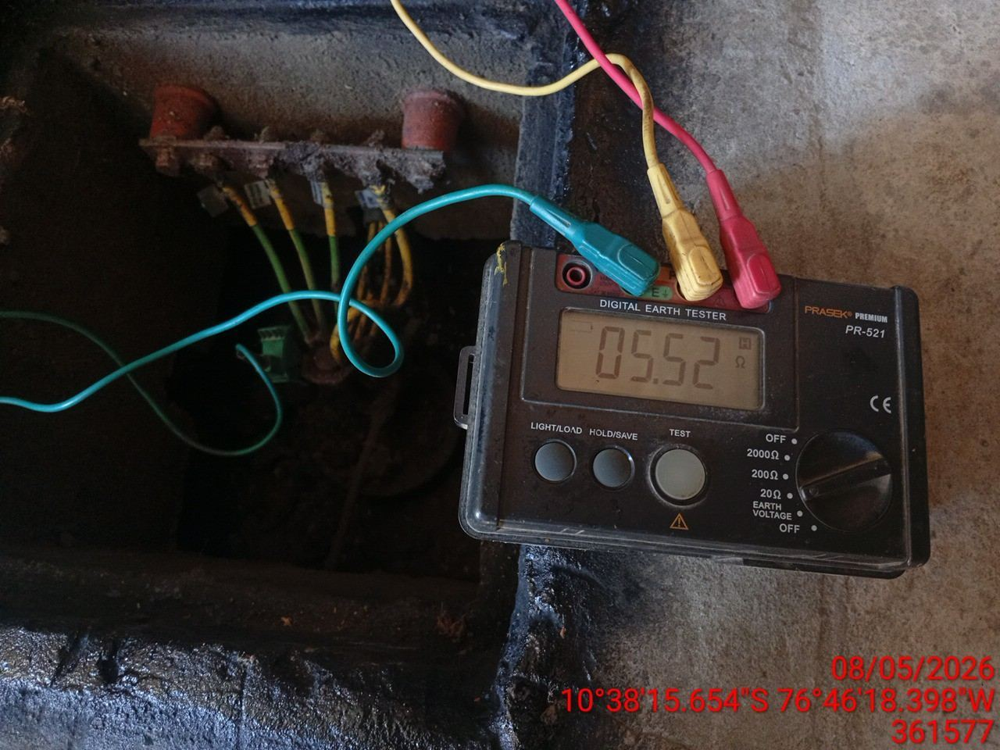 E
DIGITAL EARTH TESTER
PRASEK® PREMIUM
PR-521
05.52
H
Ω
CE
LIGHT/LOAD
HOLD/SAVE
TEST
OFF
2000Ω
200Ω
20Ω
EARTH
VOLTAGE
OFF
08/05/2026
10°38'15.654"S 76°46'18.398"W
361577